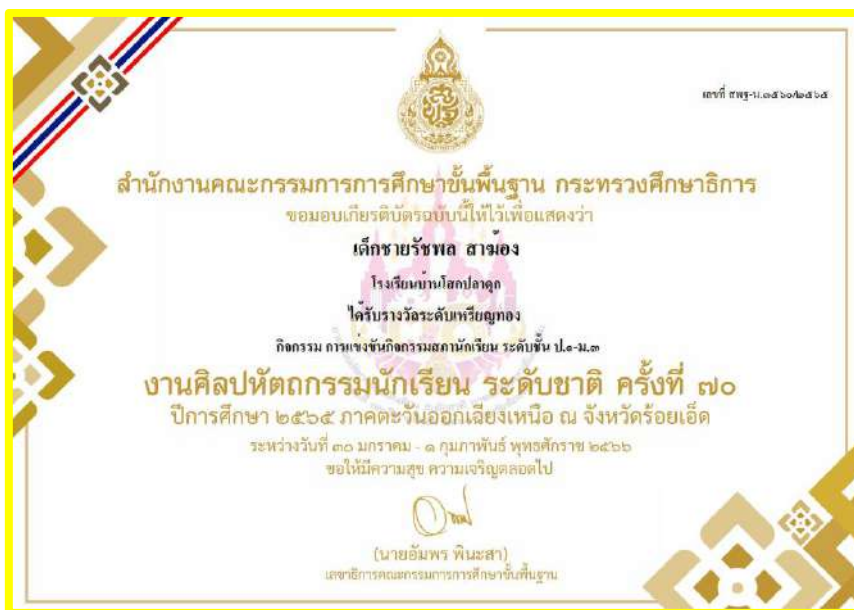 เลขที่ สพฐ-บ.๓๕๖๐/๒๕๖๕
สำนักงานคณะกรรมการการศึกษาขั้นพื้นฐาน กระทรวงศึกษาธิการ
ขอมอบเกียรติบัตรฉบับนี้ให้ไว้เพื่อแสดงว่า
เด็กชายรัชพล สาฆ้อง
โรงเรียนบ้านโสกปลาดุก
ได้รับรางวัลระดับเหรียญทอง
กิจกรรม การแข่งขันกิจกรรมสภานักเรียน ระดับชั้น ป.๑-ม.๓
งานศิลปหัตถกรรมนักเรียน ระดับชาติ ครั้งที่ ๗๐
ปีการศึกษา ๒๕๖๕ ภาคตะวันออกเฉียงเหนือ ณ จังหวัดร้อยเอ็ด
ระหว่างวันที่ ๓๐ มกราคม - ๑ กุมภาพันธ์ พุทธศักราช ๒๕๖๖
ขอให้มีความสุข ความเจริญตลอดไป
(นายอัมพร พินะสา)
เลขาธิการคณะกรรมการการศึกษาขั้นพื้นฐาน